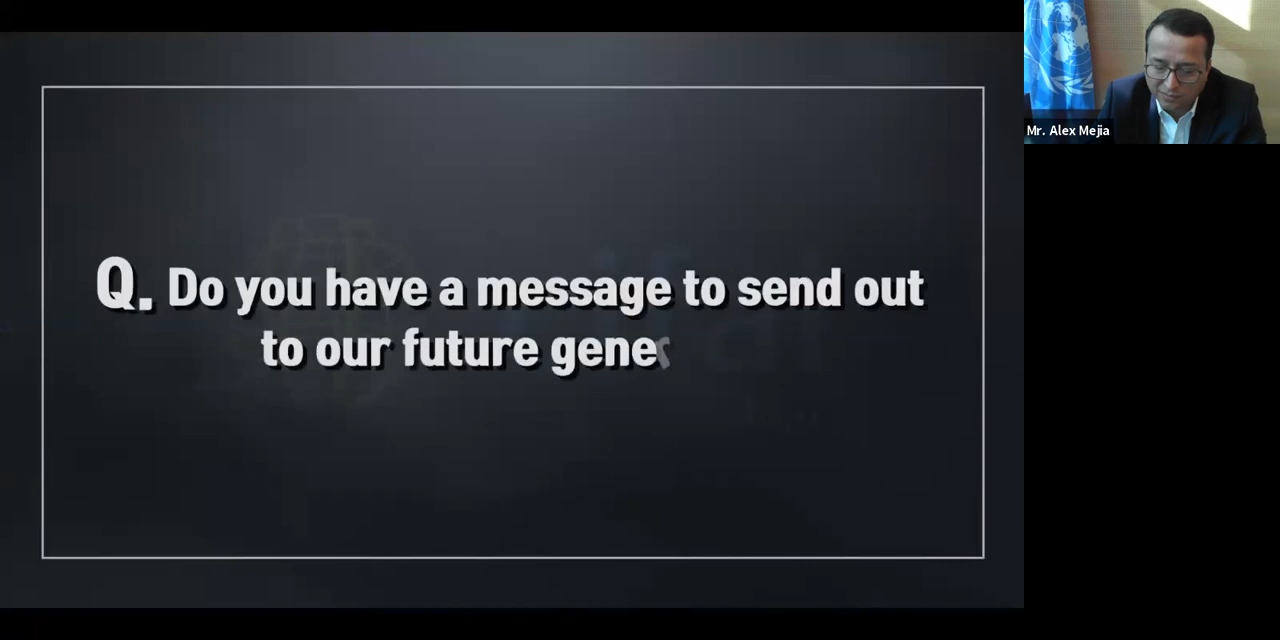 Q. Do you have a message to send out
to our future gene
Mr. Alex Mejia